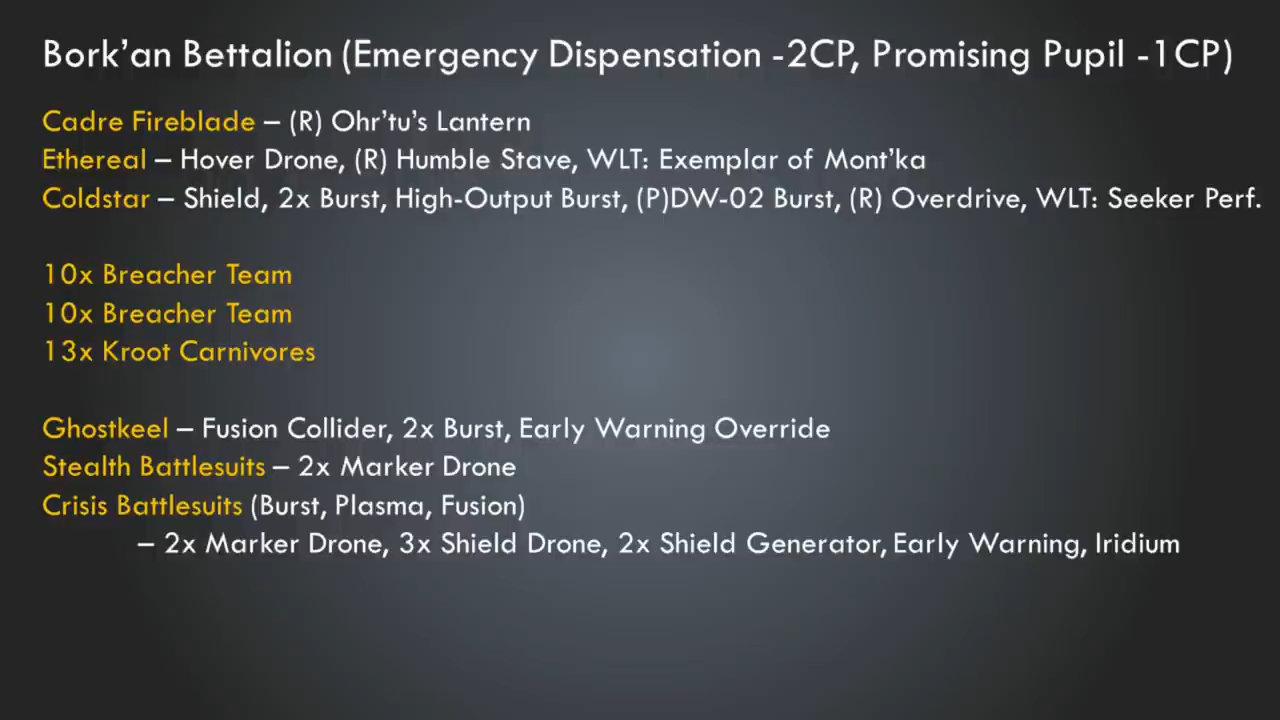 Bork’an Bettalion (Emergency Dispensation -2CP, Promising Pupil -1CP)
Cadre Fireblade – (R) Ohr’tu’s Lantern
Ethereal – Hover Drone, (R) Humble Stave, WLT: Exemplar of Mont’ka
Coldstar – Shield, 2x Burst, High-Output Burst, (P)DW-02 Burst, (R) Overdrive, WLT: Seeker Perf.
10x Breacher Team
10x Breacher Team
13x Kroot Carnivores
Ghostkeel – Fusion Collider, 2x Burst, Early Warning Override
Stealth Battlesuits – 2x Marker Drone
Crisis Battlesuits (Burst, Plasma, Fusion)
– 2x Marker Drone, 3x Shield Drone, 2x Shield Generator, Early Warning, Iridium